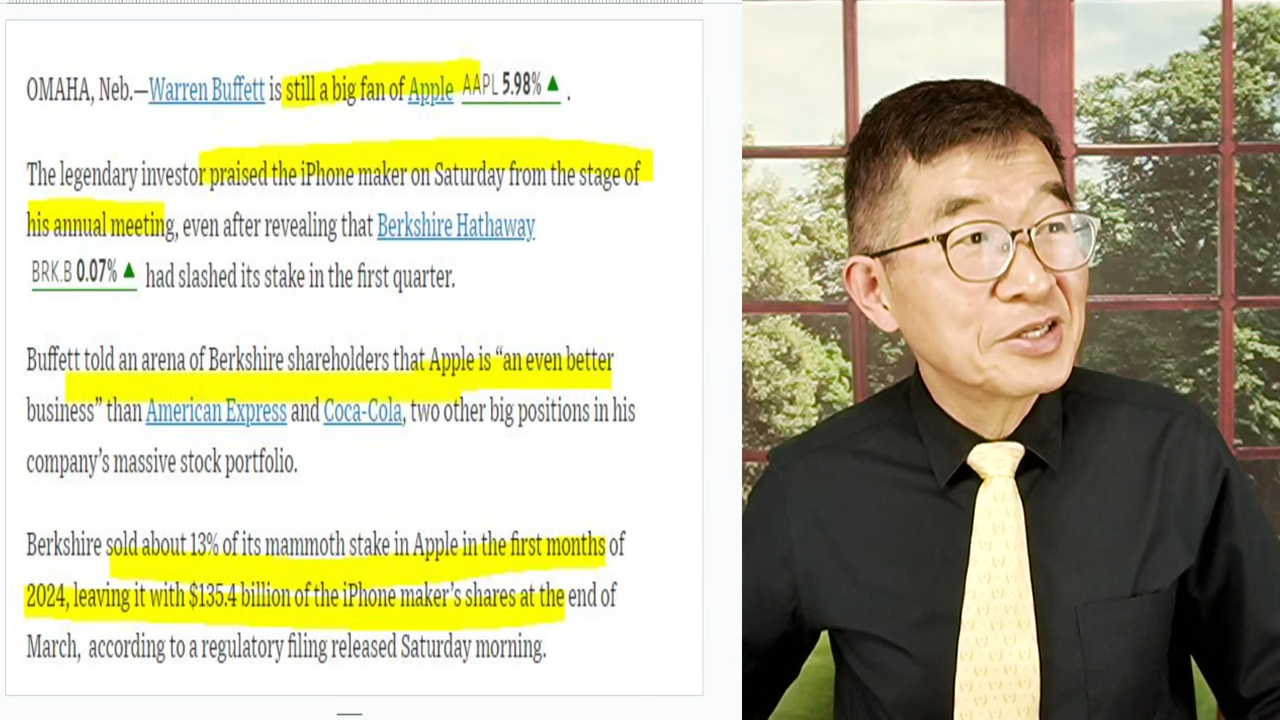 OMAHA, Neb.—Warren Buffett is still a big fan of Apple AAPL 5.98% ▲ .
The legendary investor praised the iPhone maker on Saturday from the stage of
his annual meeting, even after revealing that Berkshire Hathaway
BRK.B 0.07% ▲ had slashed its stake in the first quarter.
Buffett told an arena of Berkshire shareholders that Apple is “an even better
business” than American Express and Coca-Cola, two other big positions in his
company’s massive stock portfolio.
Berkshire sold about 13% of its mammoth stake in Apple in the first months of
2024, leaving it with $135.4 billion of the iPhone maker’s shares at the end of
March, according to a regulatory filing released Saturday morning.